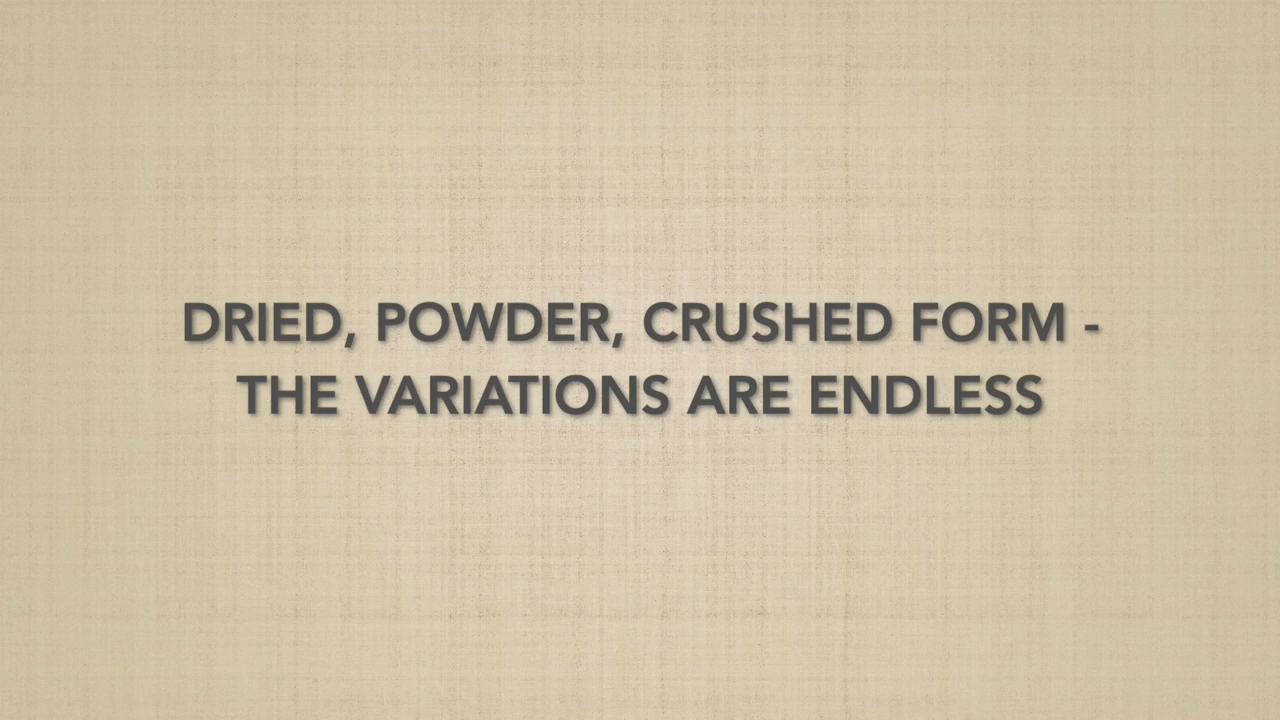 DRIED, POWDER, CRUSHED FORM -
THE VARIATIONS ARE ENDLESS